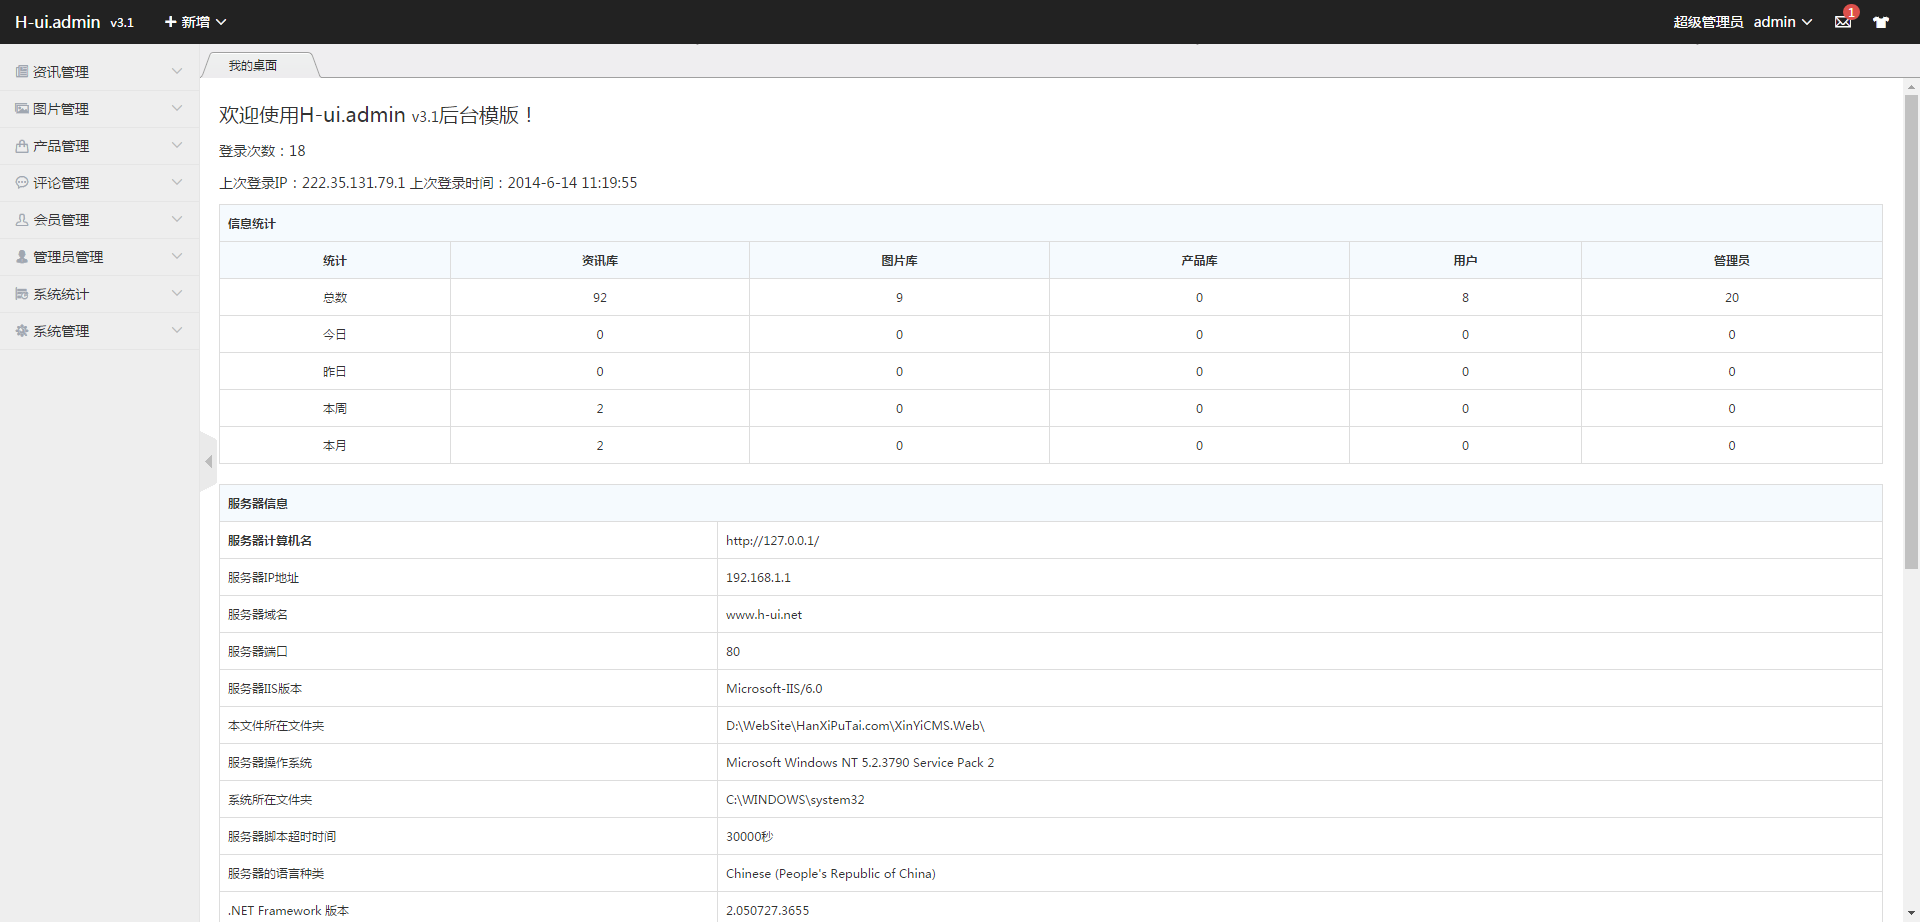 H-ui.admin v3.1 新增 超级管理员 admin 1
我的桌面
资讯管理
图片管理
产品管理
评论管理
会员管理
管理员管理
系统统计
系统管理
欢迎使用H-ui.admin v3.1后台模版！
登录次数：18
上次登录IP：222.35.131.79.1 上次登录时间：2014-6-14 11:19:55
信息统计
统计 资讯库 图片库 产品库 用户 管理员
总数 92 9 0 8 20
今日 0 0 0 0 0
昨日 0 0 0 0 0
本周 2 0 0 0 0
本月 2 0 0 0 0
服务器信息
服务器计算机名 http://127.0.0.1/
服务器IP地址 192.168.1.1
服务器域名 www.h-ui.net
服务器端口 80
服务器IIS版本 Microsoft-IIS/6.0
本文件所在文件夹 D:\WebSite\HanXiPuTai.com\XinYiCMS.Web\
服务器操作系统 Microsoft Windows NT 5.2.3790 Service Pack 2
系统所在文件夹 C:\WINDOWS\system32
服务器脚本超时时间 30000秒
服务器的语言种类 Chinese (People's Republic of China)
.NET Framework 版本 2.050727.3655